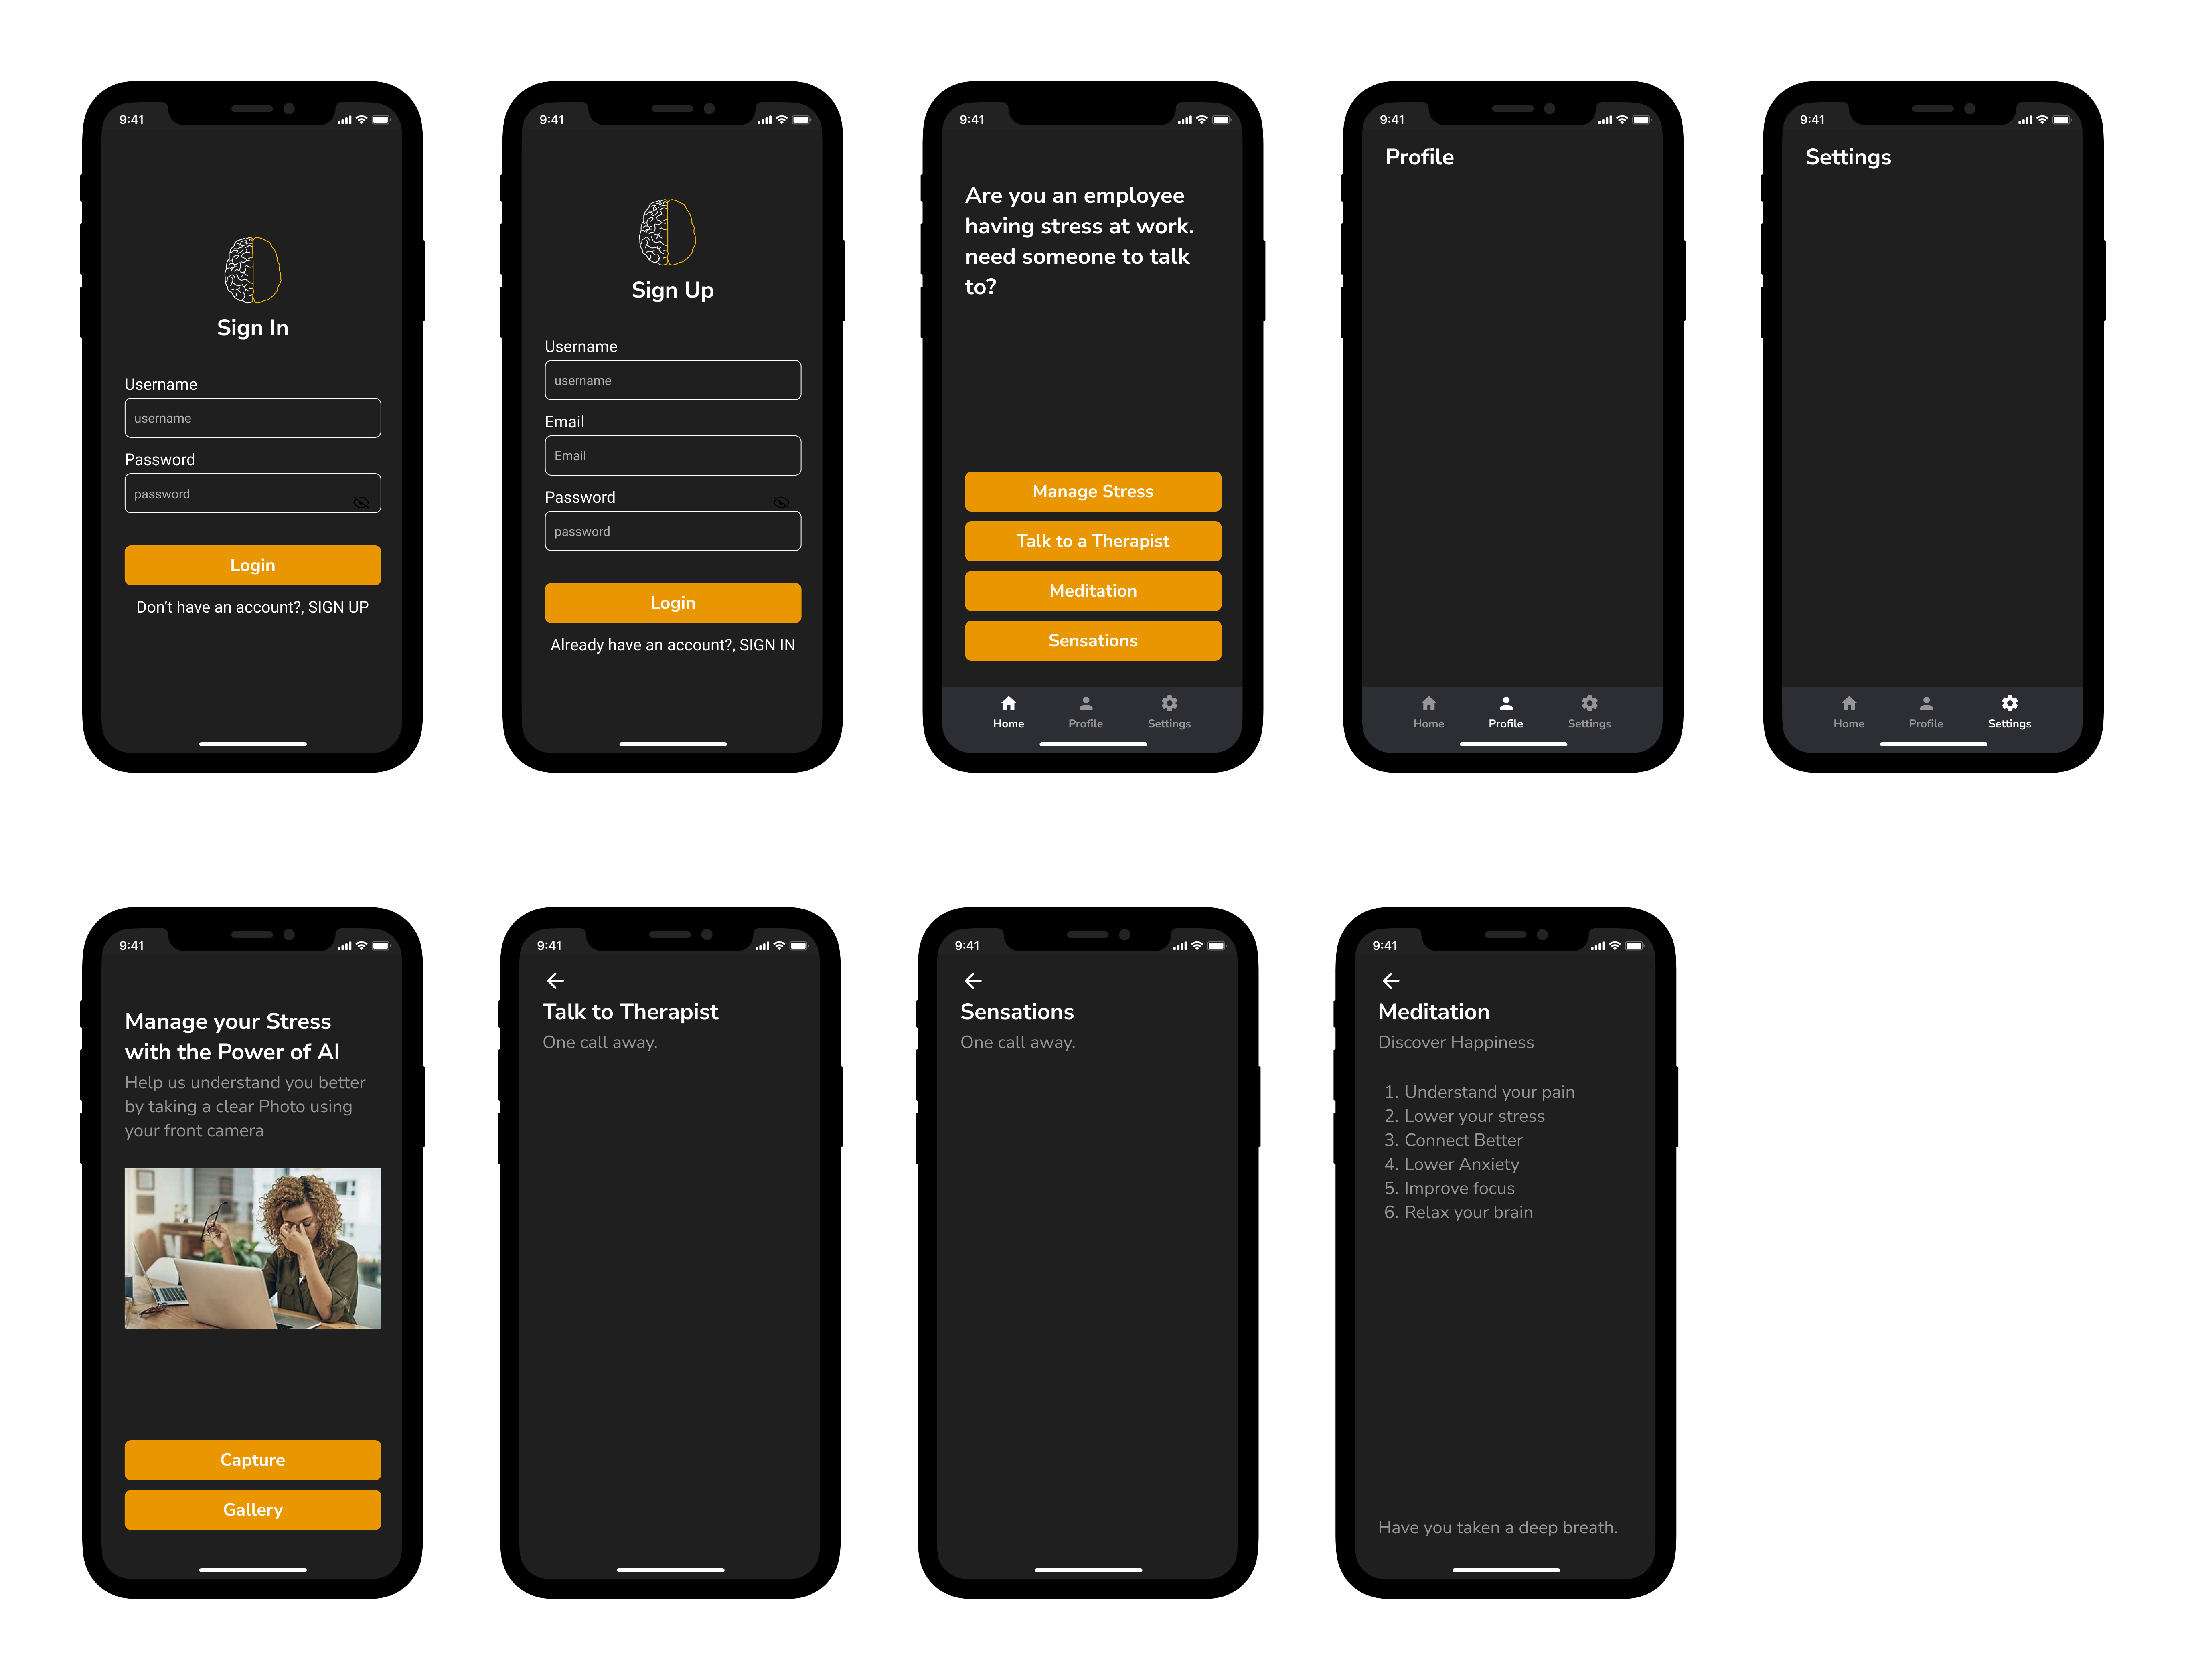 9:41
Sign In
Username
username
Password
password
Login
Don't have an account?, SIGN UP
9:41
Sign Up
Username
username
Email
Email
Password
password
Login
Already have an account?, SIGN IN
9:41
Are you an employee
having stress at work.
need someone to talk
to?
Manage Stress
Talk to a Therapist
Meditation
Sensations
Home
Profile
Settings
9:41
Profile
Home
Profile
Settings
9:41
Settings
Home
Profile
Settings
9:41
Manage your Stress
with the Power of AI
Help us understand you better
by taking a clear Photo using
your front camera
Capture
Gallery
9:41
Talk to Therapist
One call away.
9:41
Sensations
One call away.
9:41
Meditation
Discover Happiness
1. Understand your pain
2. Lower your stress
3. Connect Better
4. Lower Anxiety
5. Improve focus
6. Relax your brain
Have you taken a deep breath.